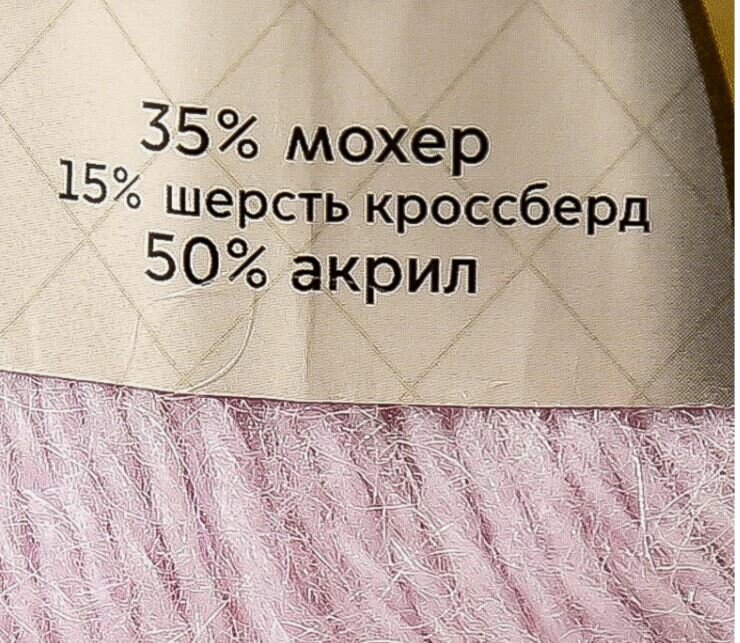 35% мохер
15% шерсть кроссберд
50% акрил